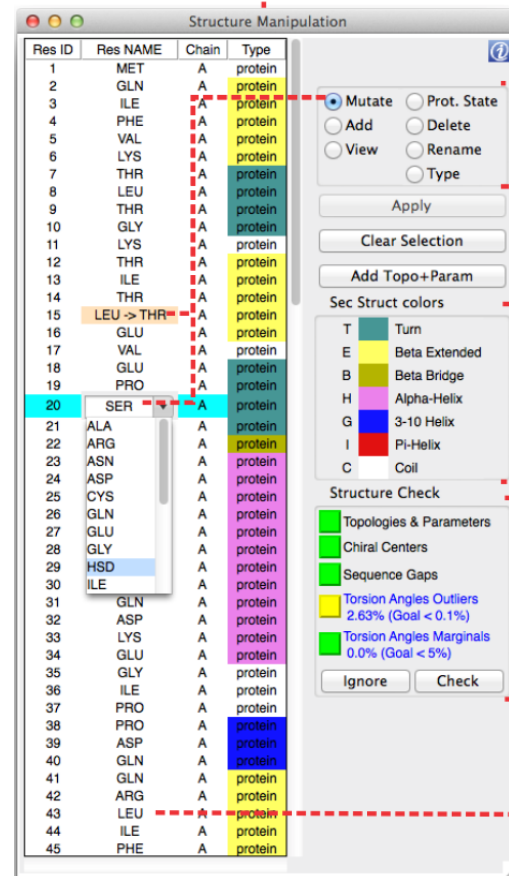 Structure Manipulation
Res ID Res NAME Chain Type
1 MET A protein
2 GLN A protein
3 ILE A protein
4 PHE A protein
5 VAL A protein
6 LYS A protein
7 THR A protein
8 LEU A protein
9 THR A protein
10 GLY A protein
11 LYS A protein
12 THR A protein
13 ILE A protein
14 THR A protein
15 LEU -> THR A protein
16 GLU A protein
17 VAL A protein
18 GLU A protein
19 PRO A protein
20 SER A protein
21 ALA A protein
22 ARG A protein
23 ASN A protein
24 ASP A protein
25 CYS A protein
26 GLN A protein
27 GLU A protein
28 GLY A protein
29 HSD A protein
30 ILE A protein
31 GLN A protein
32 ASP A protein
33 LYS A protein
34 GLU A protein
35 GLY A protein
36 ILE A protein
37 PRO A protein
38 PRO A protein
39 ASP A protein
40 GLN A protein
41 GLN A protein
42 ARG A protein
43 LEU A protein
44 ILE A protein
45 PHE A protein
i
Mutate Prot. State
Add Delete
View Rename
Type
Apply
Clear Selection
Add Topo+Param
Sec Struct colors
T Turn
E Beta Extended
B Beta Bridge
H Alpha-Helix
G 3-10 Helix
I Pi-Helix
C Coil
Structure Check
Topologies & Parameters
Chiral Centers
Sequence Gaps
Torsion Angles Outliers
2.63% (Goal < 0.1%)
Torsion Angles Marginals
0.0% (Goal < 5%)
Ignore Check